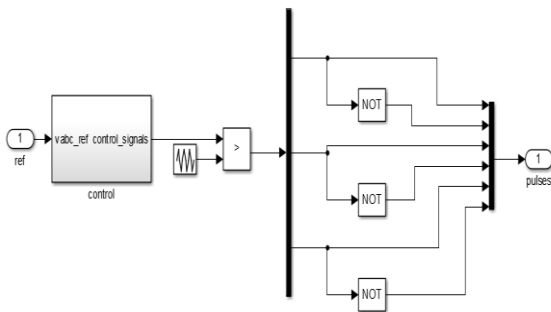 1
ref
vabc_ref control_signals
control
>
NOT
NOT
NOT
1
pulses